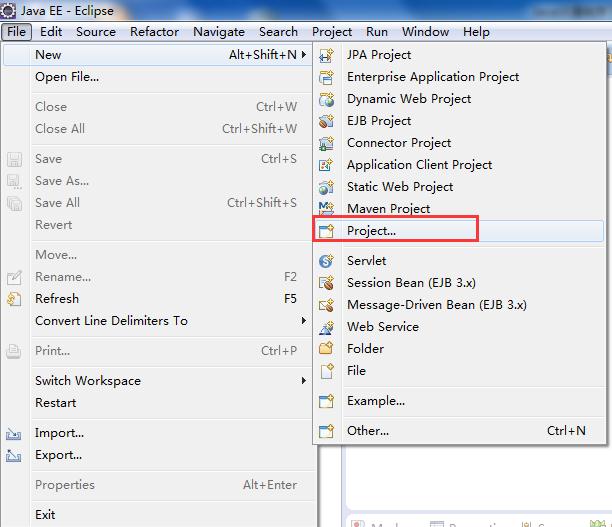 Java EE - Eclipse
File Edit Source Refactor Navigate Search Project Run Window Help
New Alt+Shift+N
Open File...
Close Ctrl+W
Close All Ctrl+Shift+W
Save Ctrl+S
Save As...
Save All Ctrl+Shift+S
Revert
Move...
Rename... F2
Refresh F5
Convert Line Delimiters To
Print... Ctrl+P
Switch Workspace
Restart
Import...
Export...
Properties Alt+Enter
Exit
JPA Project
Enterprise Application Project
Dynamic Web Project
EJB Project
Connector Project
Application Client Project
Static Web Project
Maven Project
Project...
Servlet
Session Bean (EJB 3.x)
Message-Driven Bean (EJB 3.x)
Web Service
Folder
File
Example...
Other... Ctrl+N